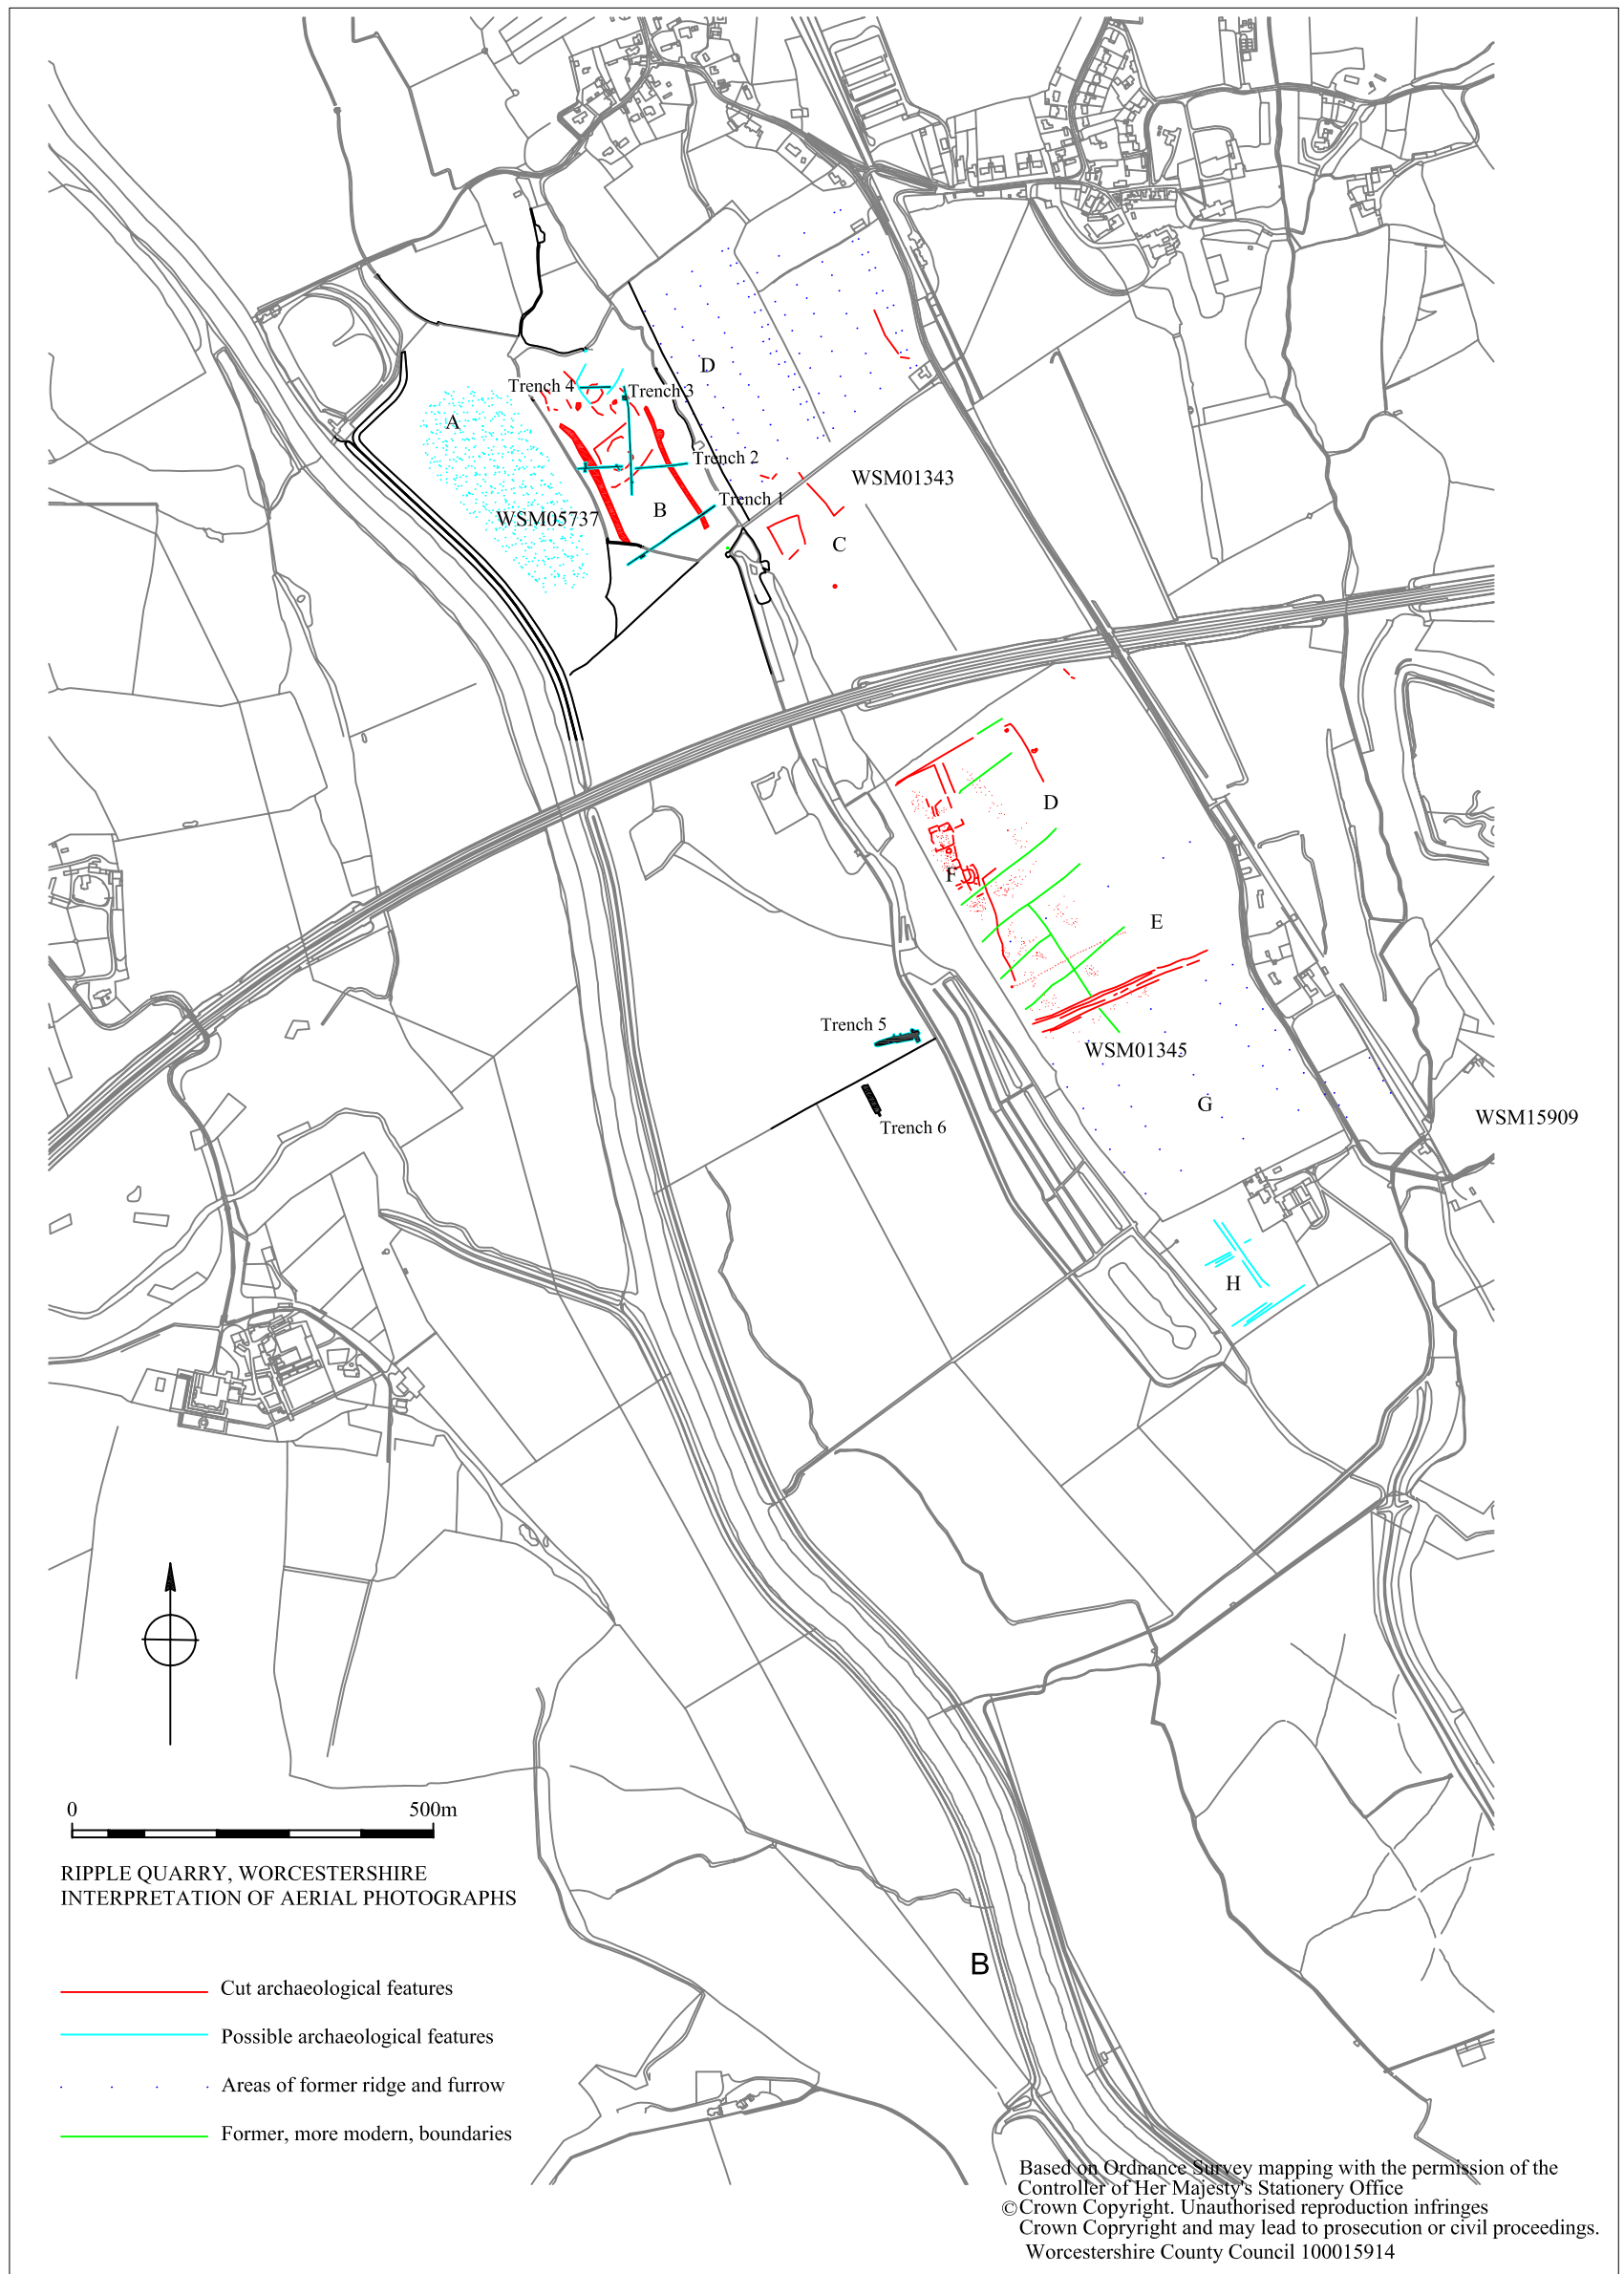 D
Trench 4
Trench 3
A
WSM01343
Trench 2
Trench 1
B
WSM05737
C
D
F
E
Trench 5
WSM01345
G
WSM15909
Trench 6
H
0
500m
RIPPLE QUARRY, WORCESTERSHIRE
INTERPRETATION OF AERIAL PHOTOGRAPHS
B
Cut archaeological features
Possible archaeological features
Areas of former ridge and furrow
Former, more modern, boundaries
Based on Ordnance Survey mapping with the permission of the
Controller of Her Majesty's Stationery Office
©Crown Copyright. Unauthorised reproduction infringes
Crown Copryright and may lead to prosecution or civil proceedings.
Worcestershire County Council 100015914